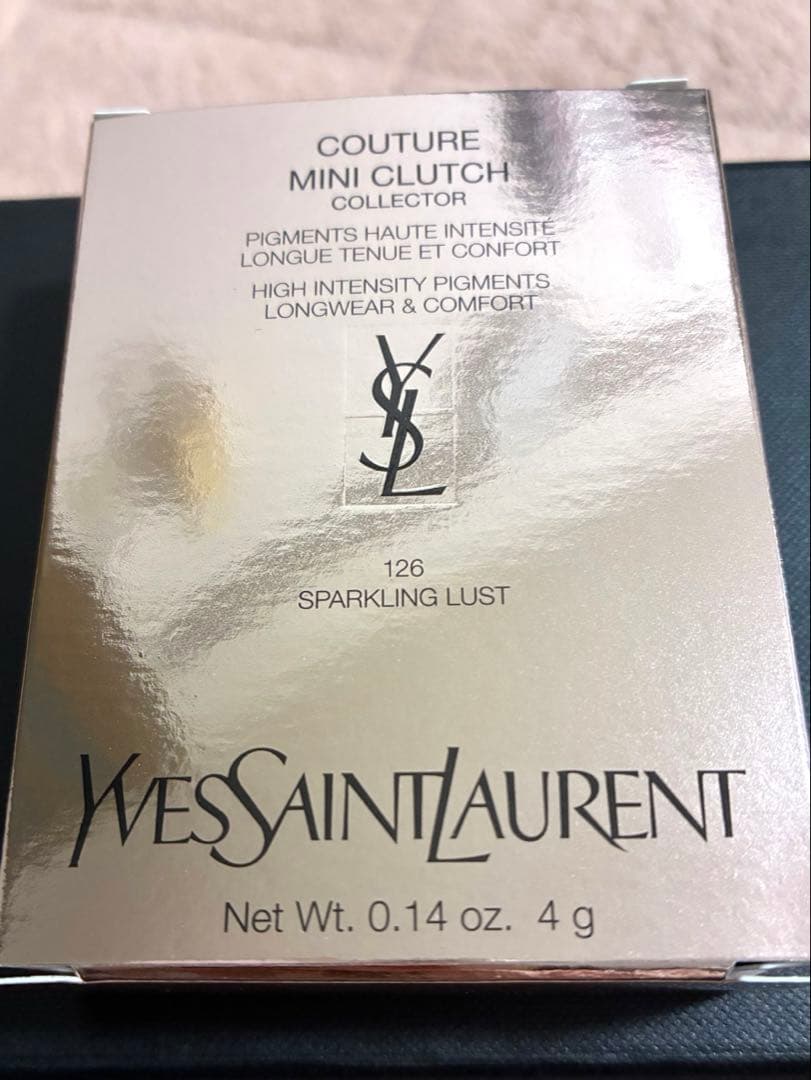 COUTURE
MINI CLUTCH
COLLECTOR
PIGMENTS HAUTE INTENSITÉ
LONGUE TENUE ET CONFORT
HIGH INTENSITY PIGMENTS
LONGWEAR & COMFORT
YSL
126
SPARKLING LUST
YVESSAINTLAURENT
Net Wt. 0.14 oz. 4 g